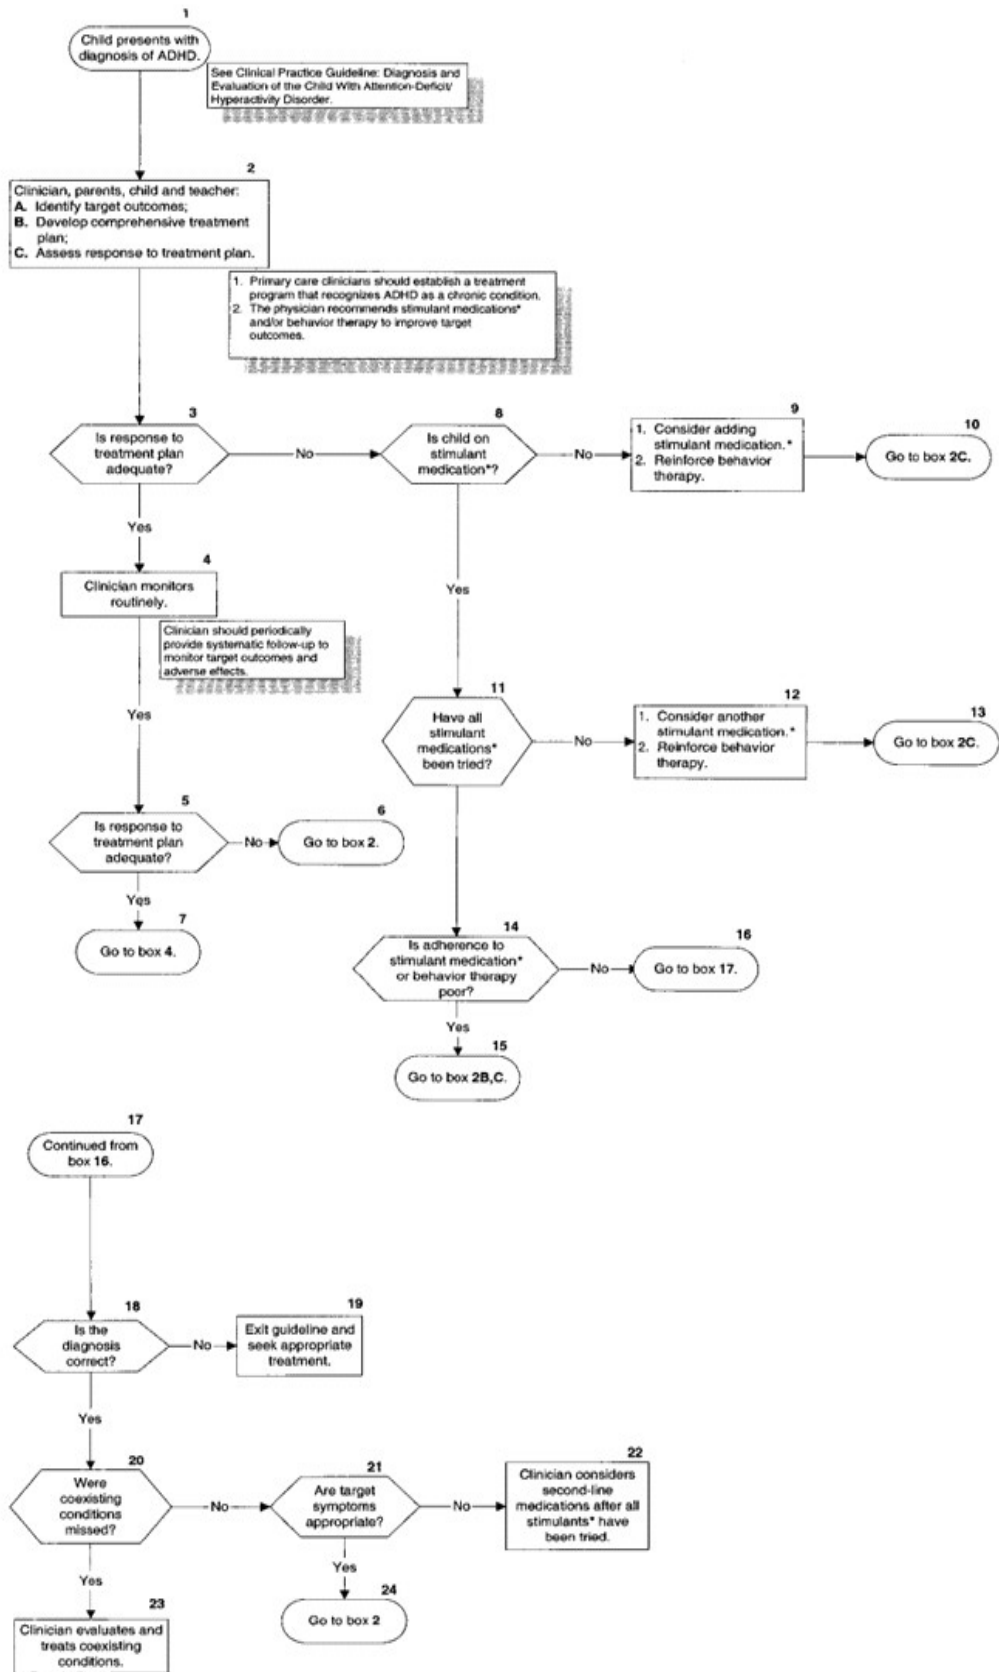 1
Child presents with
diagnosis of ADHD.
See Clinical Practice Guideline: Diagnosis and
Evaluation of the Child With Attention-Deficit/
Hyperactivity Disorder.
2
Clinician, parents, child and teacher:
A. Identify target outcomes;
B. Develop comprehensive treatment
plan;
C. Assess response to treatment plan.
1. Primary care clinicians should establish a treatment
program that recognizes ADHD as a chronic condition.
2. The physician recommends stimulant medications*
and/or behavior therapy to improve target
outcomes.
3
Is response to
treatment plan
adequate?
No
8
Is child on
stimulant
medication*?
No
9
1. Consider adding
stimulant medication.*
2. Reinforce behavior
therapy.
10
Go to box 2C.
Yes
4
Clinician monitors
routinely.
Clinician should periodically
provide systematic follow-up to
monitor target outcomes and
adverse effects.
Yes
Yes
11
Have all
stimulant
medications*
been tried?
No
12
1. Consider another
stimulant medication.*
2. Reinforce behavior
therapy.
13
Go to box 2C.
5
Is response to
treatment plan
adequate?
No
6
Go to box 2.
Yes
7
Go to box 4.
14
Is adherence to
stimulant medication*
or behavior therapy
poor?
No
16
Go to box 17.
Yes
15
Go to box 2B,C.
17
Continued from
box 16.
18
Is the
diagnosis
correct?
No
19
Exit guideline and
seek appropriate
treatment.
Yes
20
Were
coexisting
conditions
missed?
No
21
Are target
symptoms
appropriate?
No
22
Clinician considers
second-line
medications after all
stimulants* have
been tried.
Yes
23
Clinician evaluates and
treats coexisting
conditions.
Yes
24
Go to box 2